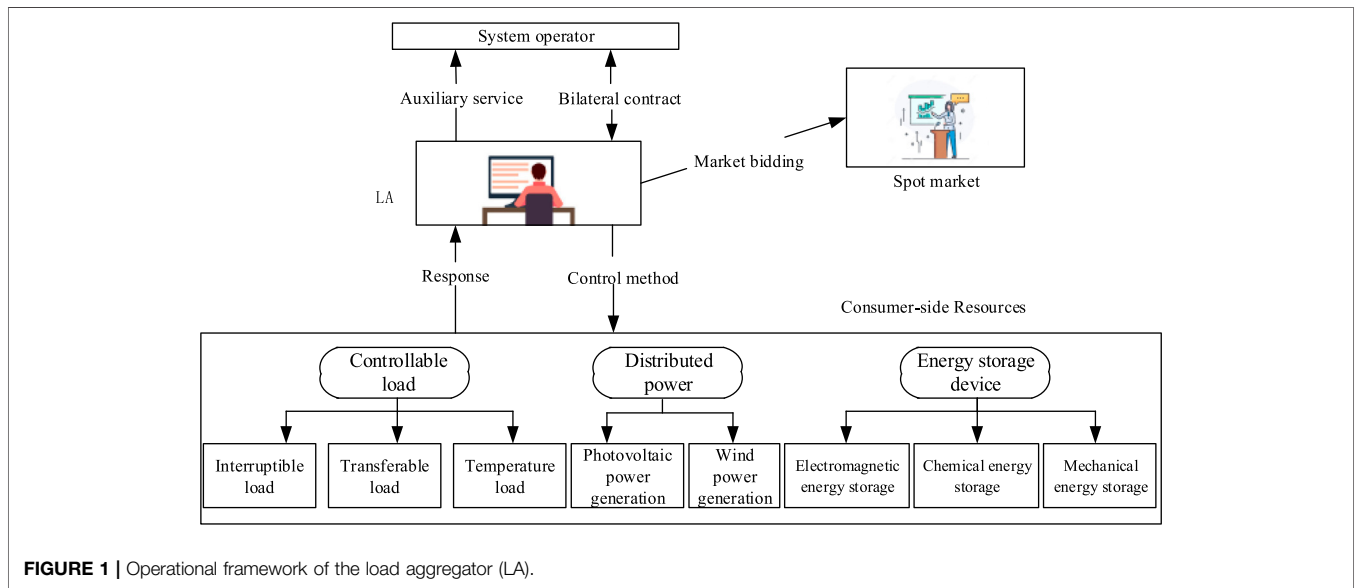 System operator
Auxiliary service
Bilateral contract
Market bidding
Spot market
LA
Response
Control method
Consumer-side Resources
Controllable
load
Distributed
power
Energy storage
device
Interruptible
load
Transferable
load
Temperature
load
Photovoltaic
power
generation
Wind
power
generation
Electromagnetic
energy storage
Chemical energy
storage
Mechanical
energy storage
FIGURE 1 | Operational framework of the load aggregator (LA).